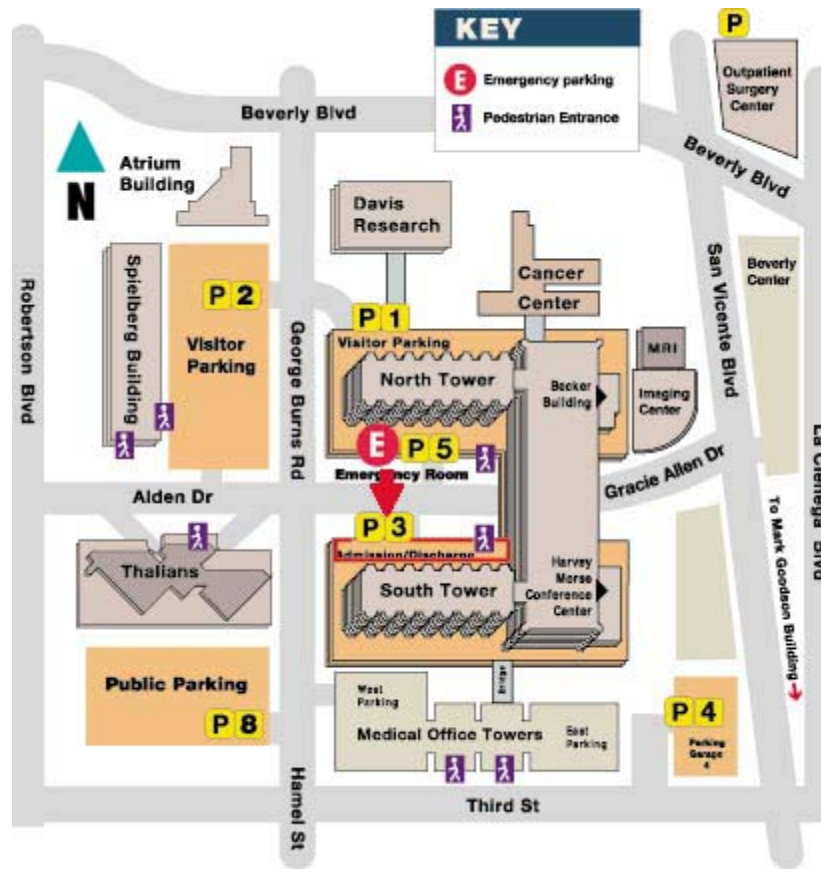 KEY
E Emergency parking
Pedestrian Entrance
P
Outpatient
Surgery
Center
Beverly Blvd
Beverly Blvd
N
Atrium
Building
Davis
Research
Cancer
Center
San Vicente Blvd
Beverly
Center
Robertson Blvd
Spielberg Building
P 2
Visitor
Parking
George Burns Rd
P 1
Visitor Parking
North Tower
Becker
Building
MRI
Imaging
Center
E
P 5
Emergency Room
Alden Dr
Gracie Allen Dr
La Cienega Blvd
P 3
Admission/Discharge
Thalians
South Tower
Harvey
Morse
Conference
Center
To Mark Goodson Building
Public Parking
P 8
West
Parking
Bridge
Medical Office Towers
East
Parking
P 4
Parking
Garage
4
Hamel St
Third St